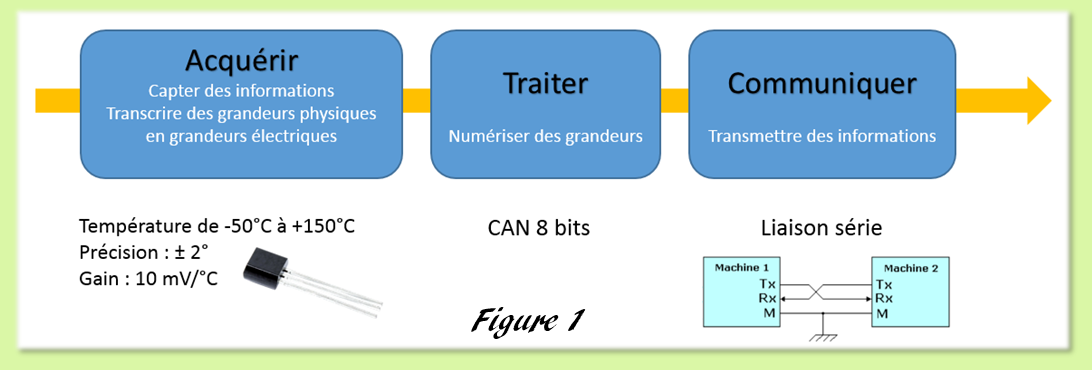 Acquérir
Capter des informations
Transcrire des grandeurs physiques
en grandeurs électriques
Traiter
Numériser des grandeurs
Communiquer
Transmettre des informations
Température de -50°C à +150°C
Précision : ± 2°
Gain : 10 mV/°C
CAN 8 bits
Liaison série
Machine 1
Tx
Rx
M
Machine 2
Tx
Rx
M
Figure 1